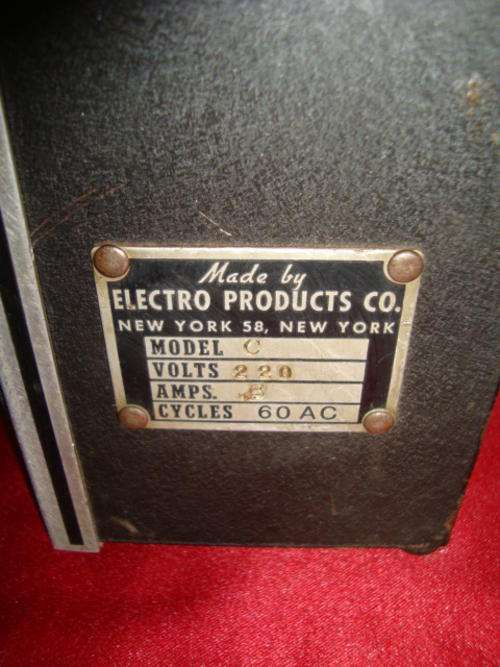 Made by
ELECTRO PRODUCTS CO.
NEW YORK 58, NEW YORK
MODEL C
VOLTS 220
AMPS.
CYCLES 60 AC